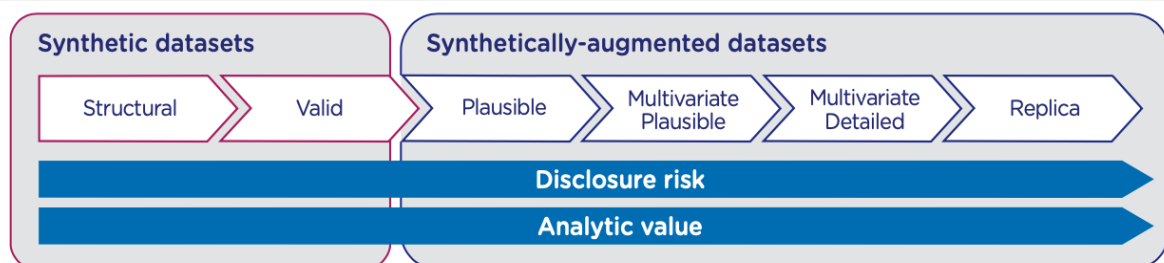 Synthetic datasets
Synthetically-augmented datasets
Structural
Valid
Plausible
Multivariate
Plausible
Multivariate
Detailed
Replica
Disclosure risk
Analytic value